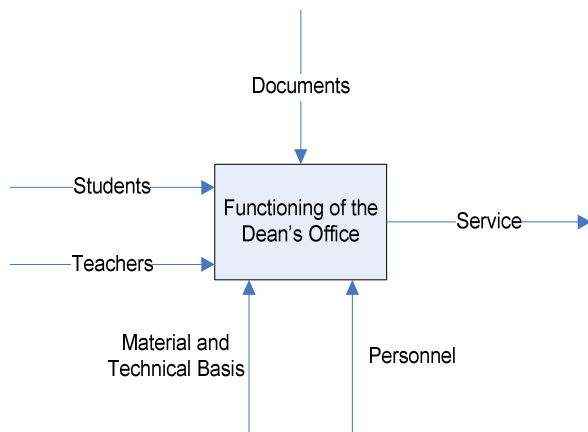 Documents
Students
Functioning of the
Dean's Office
Service
Teachers
Material and
Technical Basis
Personnel